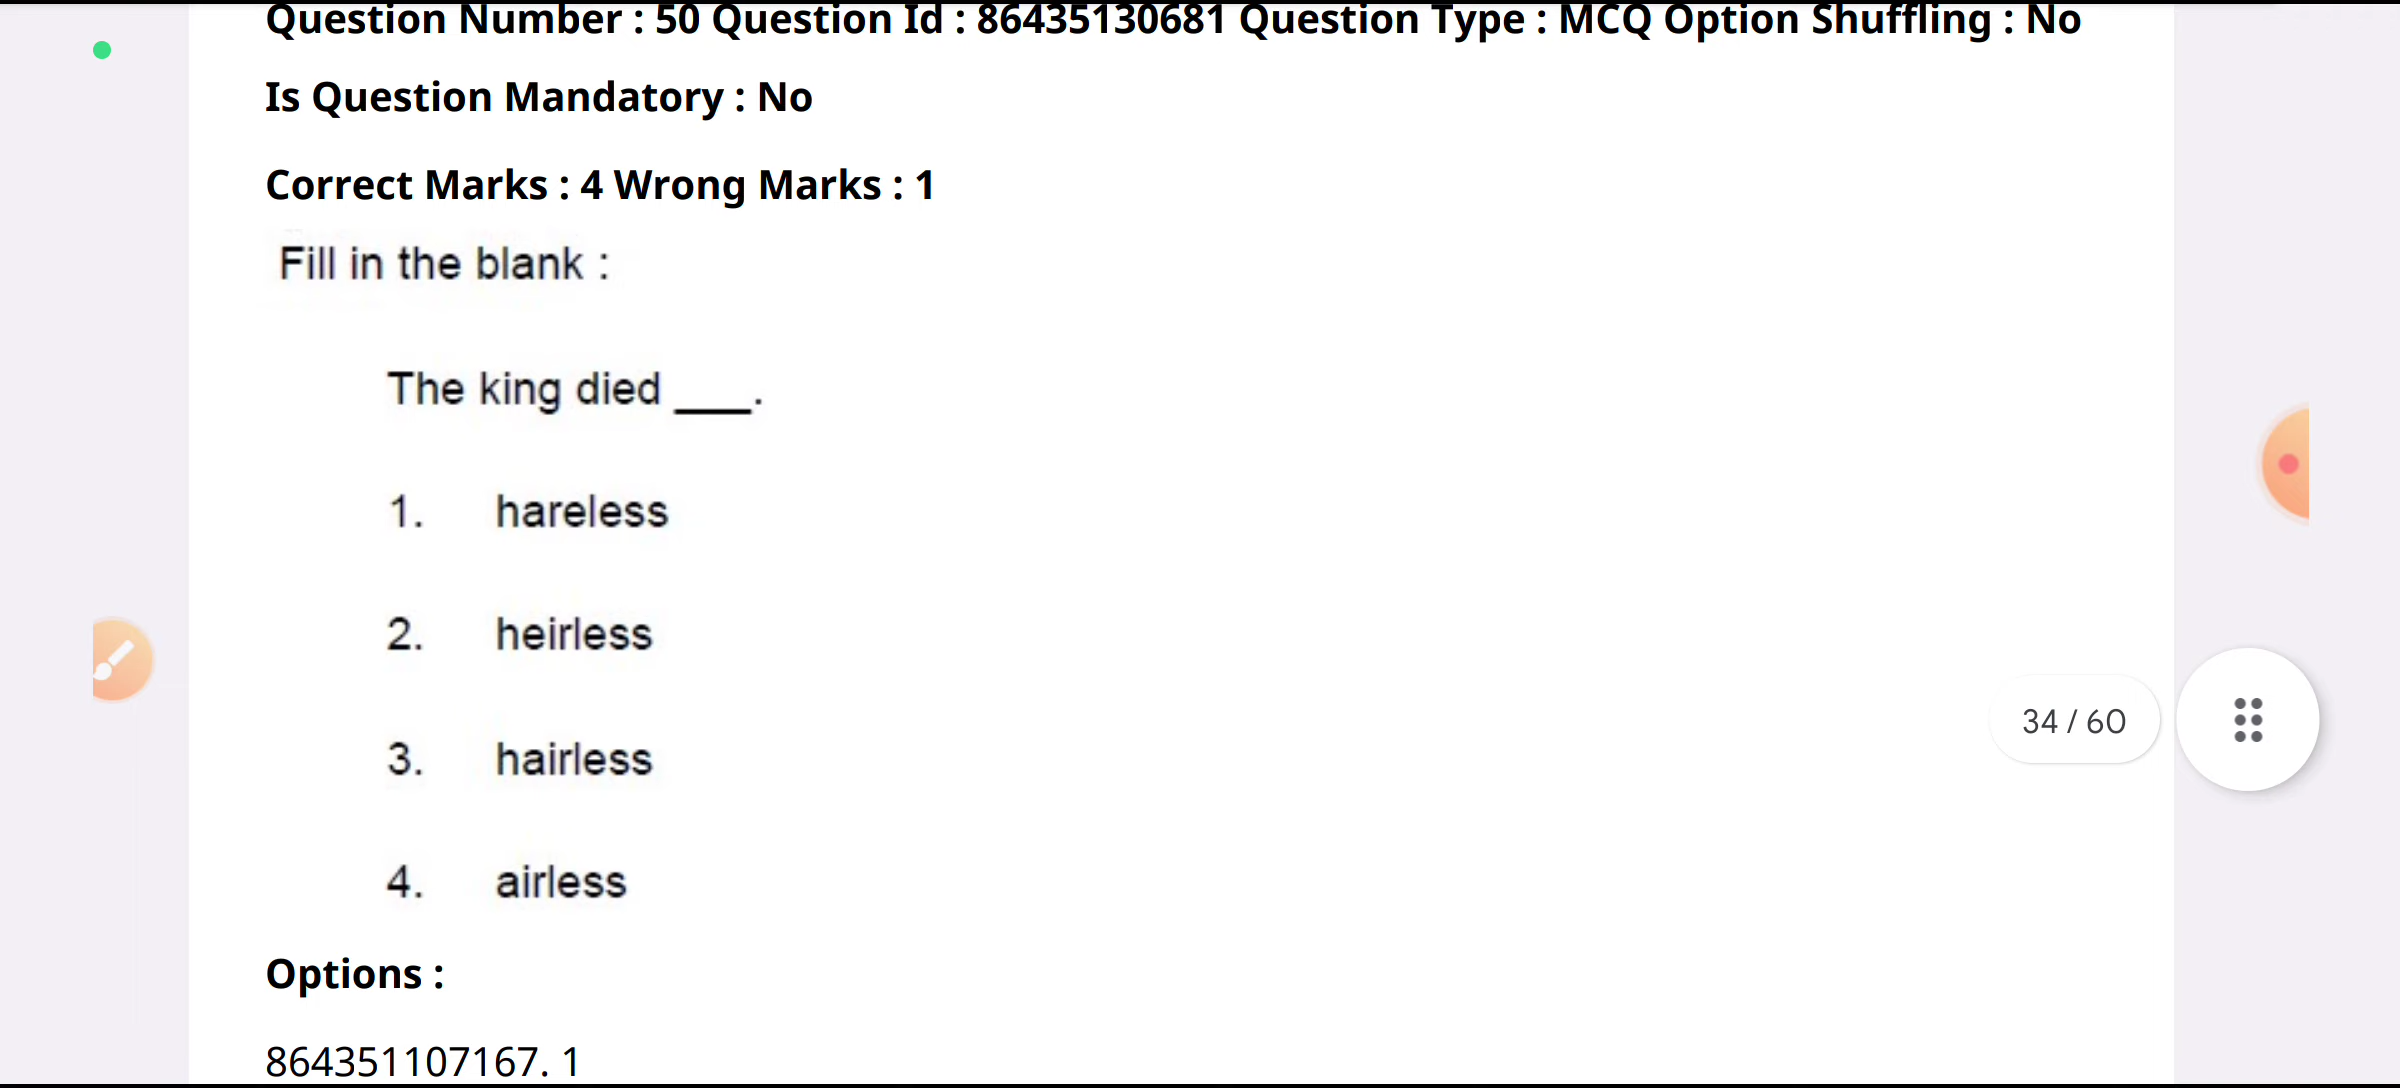 Question Number : 50 Question Id : 86435130681 Question Type : MCQ Option Shuffling : No
Is Question Mandatory : No
Correct Marks : 4 Wrong Marks : 1
Fill in the blank :
The king died ___.
1. hareless
2. heirless
3. hairless
34 / 60
4. airless
Options :
864351107167. 1